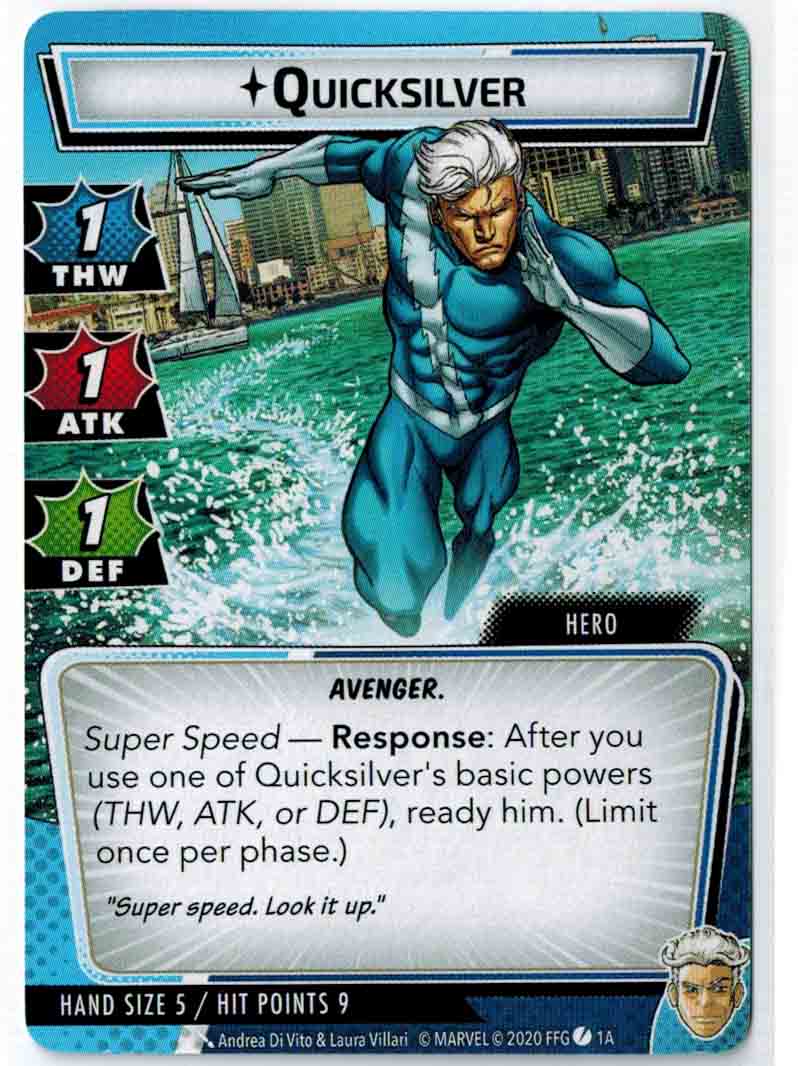 QUICKSILVER
1
THW
1
ATK
1
DEF
HERO
AVENGER.
Super Speed — Response: After you
use one of Quicksilver's basic powers
(THW, ATK, or DEF), ready him. (Limit
once per phase.)
"Super speed. Look it up."
HAND SIZE 5 / HIT POINTS 9
Andrea Di Vito & Laura Villari © MARVEL © 2020 FFG 1A